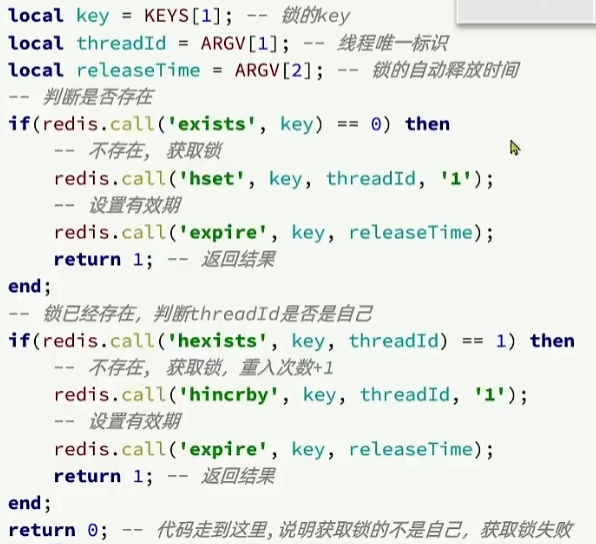 local key = KEYS[1]; -- 锁的key
local threadId = ARGV[1]; -- 线程唯一标识
local releaseTime = ARGV[2]; -- 锁的自动释放时间
-- 判断是否存在
if(redis.call('exists', key) == 0) then
    -- 不存在, 获取锁
    redis.call('hset', key, threadId, '1');
    -- 设置有效期
    redis.call('expire', key, releaseTime);
    return 1; -- 返回结果
end;
-- 锁已经存在，判断threadId是否是自己
if(redis.call('hexists', key, threadId) == 1) then
    -- 不存在, 获取锁，重入次数+1
    redis.call('hincrby', key, threadId, '1');
    -- 设置有效期
    redis.call('expire', key, releaseTime);
    return 1; -- 返回结果
end;
return 0; -- 代码走到这里,说明获取锁的不是自己，获取锁失败